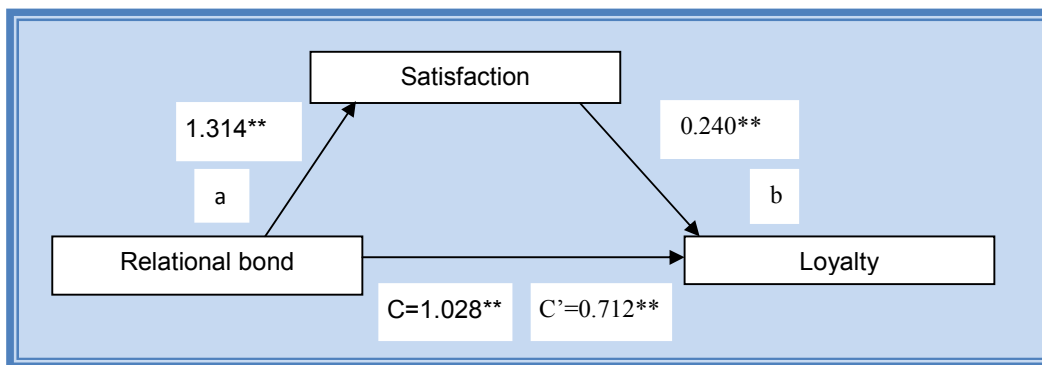 Satisfaction
1.314**
0.240**
a
b
Relational bond
Loyalty
C=1.028**
C’=0.712**